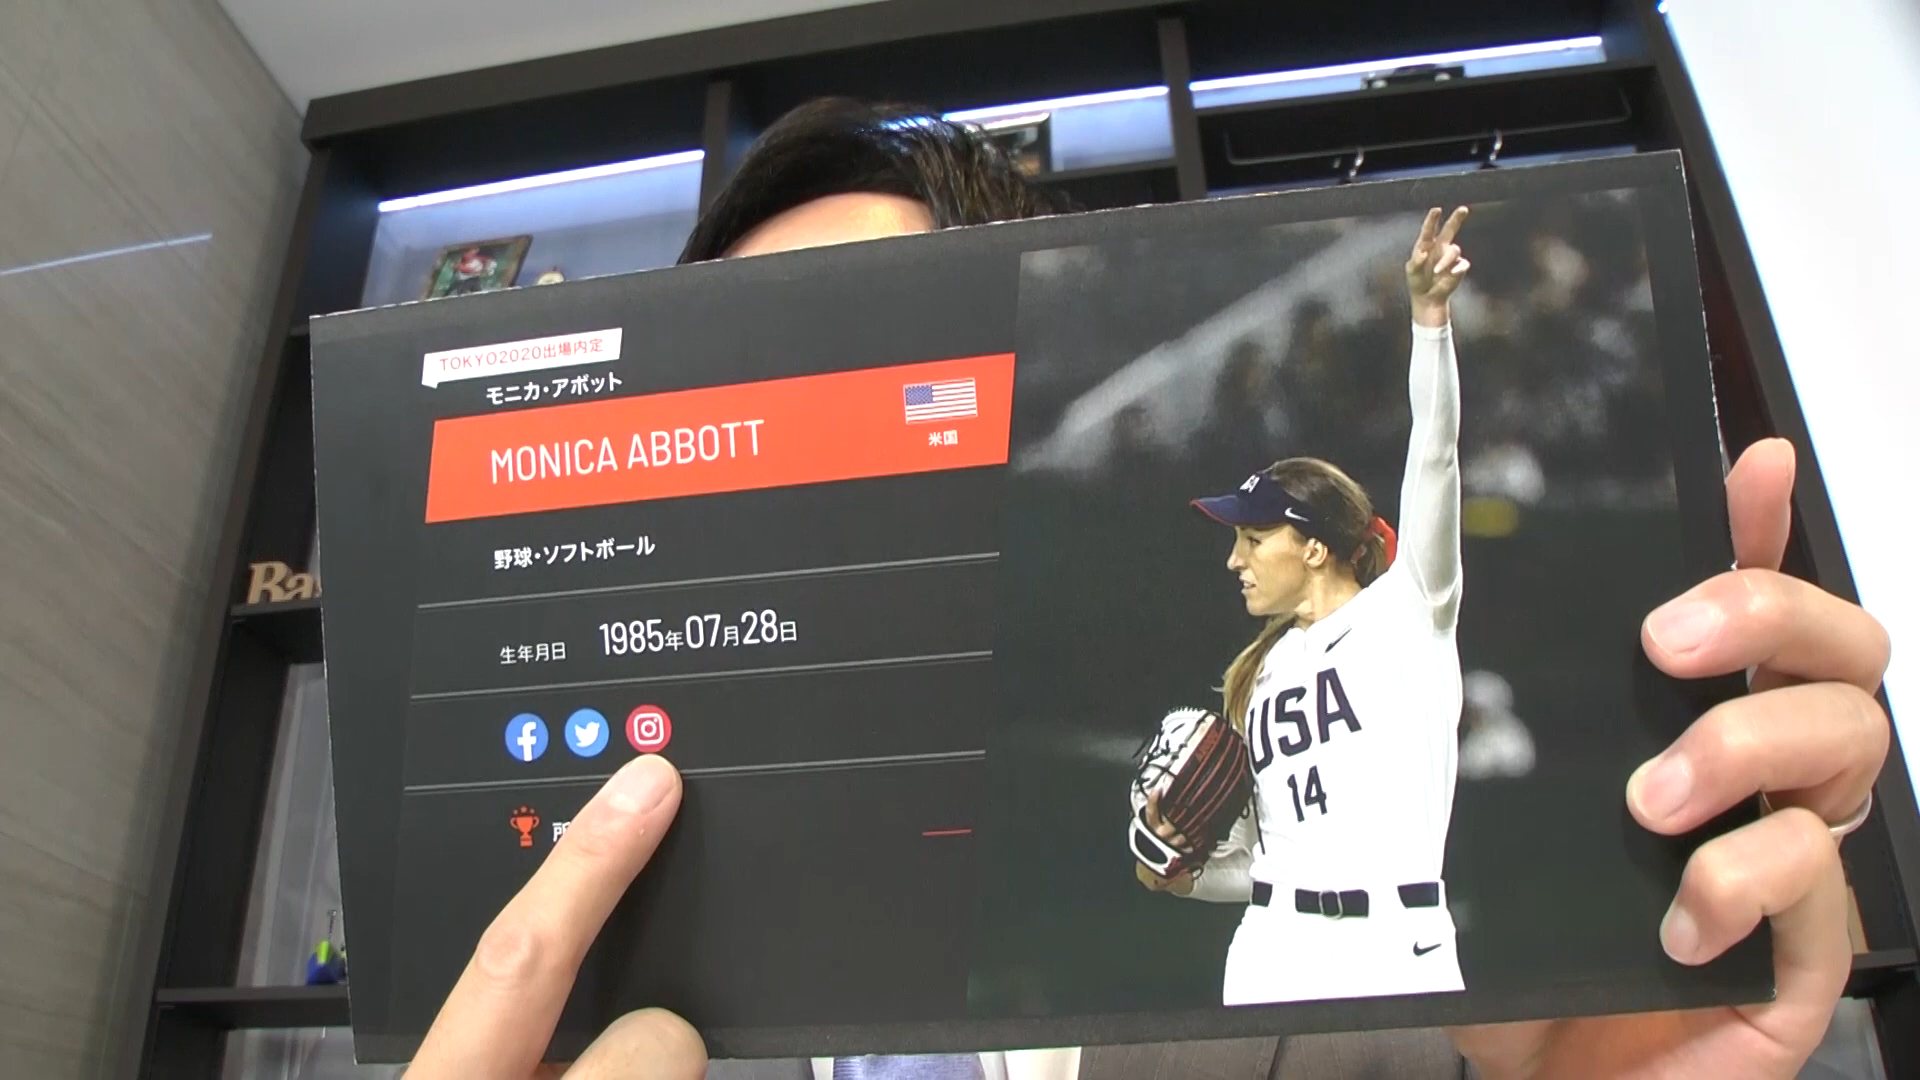 TOKYO2020出場内定
モニカ・アボット
MONICA ABBOTT
米国
野球・ソフトボール
生年月日 1985年07月28日
所
USA
USA
14